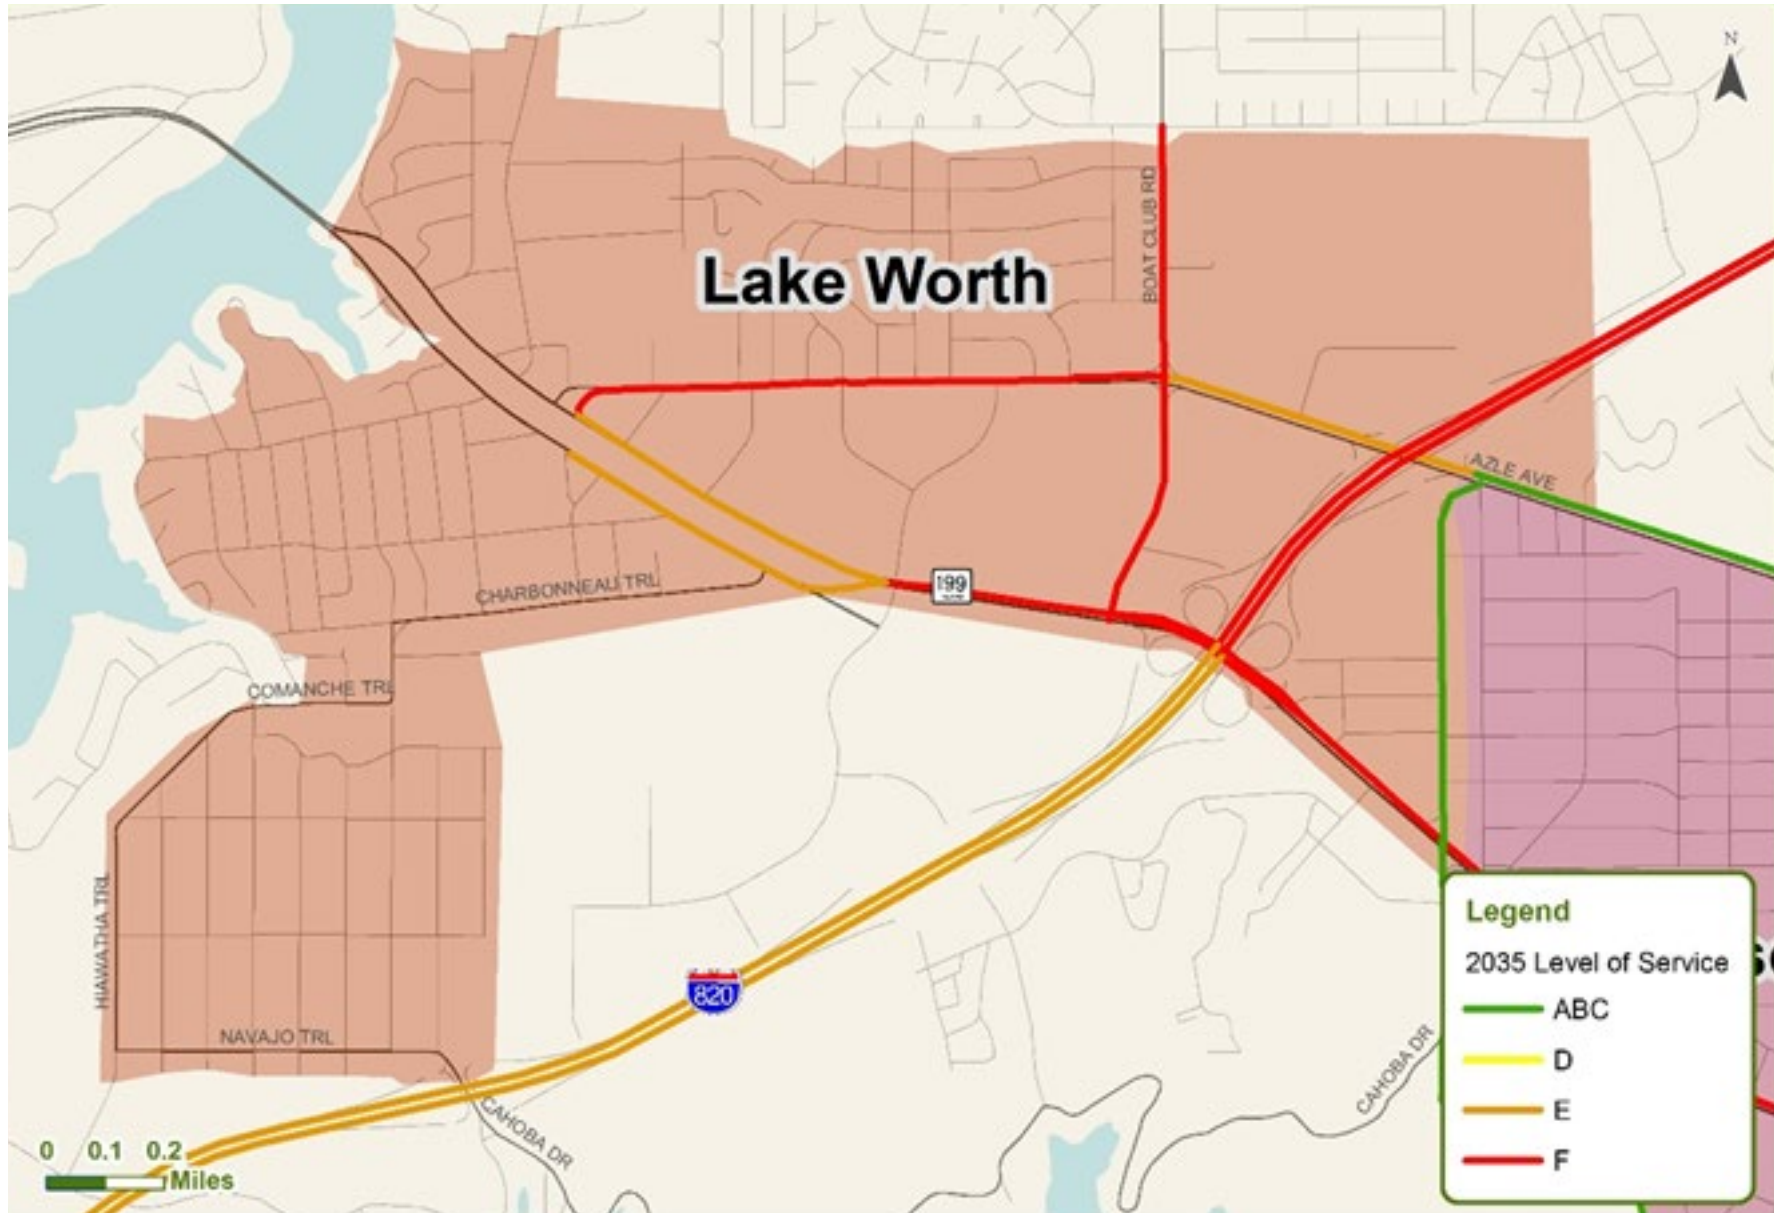 N
Lake Worth
BOAT CLUB RD
AZLE AVE
199
CHARBONNEAU TRL
COMANCHE TRL
HIAWATHA TRL
NAVAJO TRL
820
CAHOBA DR
CAHOBA DR
0 0.1 0.2
Miles
Legend
2035 Level of Service
ABC
D
E
F